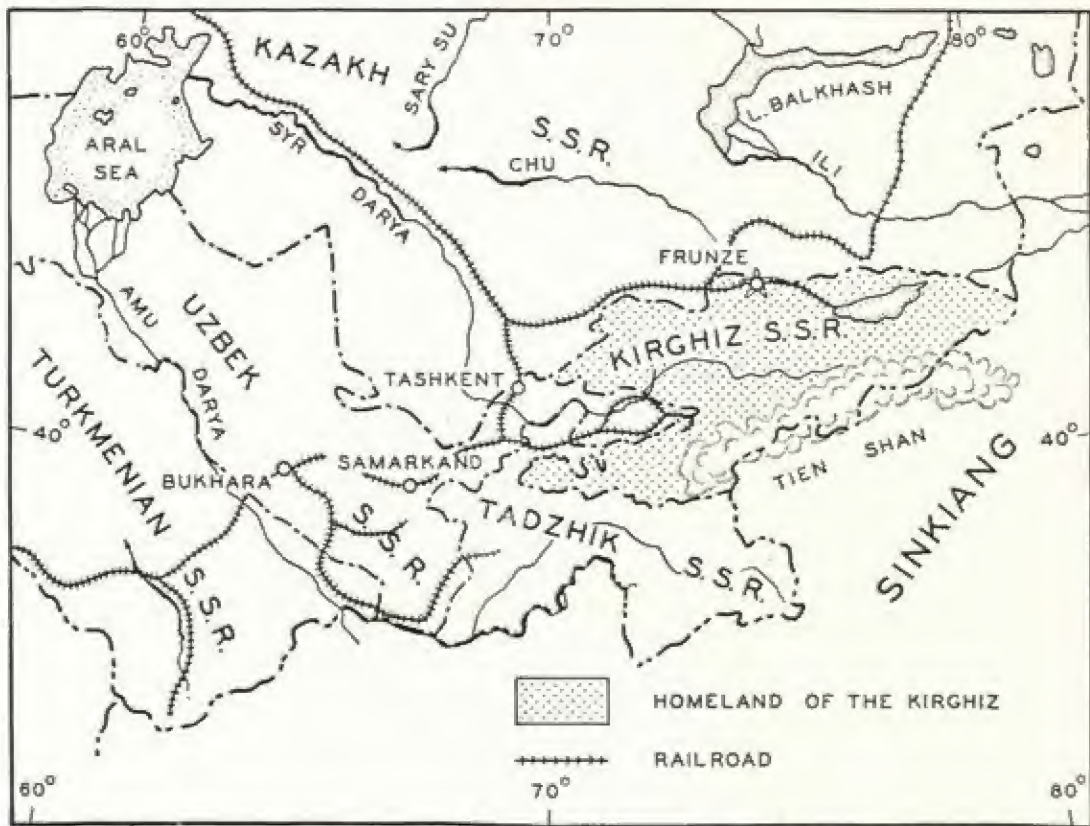 60°
70°
80°
KAZAKH
SARY SU
L. BALKHASH
S.S.R.
ARAL
SEA
SYR
DARYA
CHU
ILI
FRUNZE
AMU
DARYA
UZBEK
S.S.R.
KIRGHIZ S.S.R.
TASHKENT
TURKMENIAN
S.S.R.
40°
40°
SAMARKAND
BUKHARA
TIEN SHAN
TADZHIK
S.S.R.
SINKIANG
HOMELAND OF THE KIRGHIZ
RAILROAD
60°
70°
80°